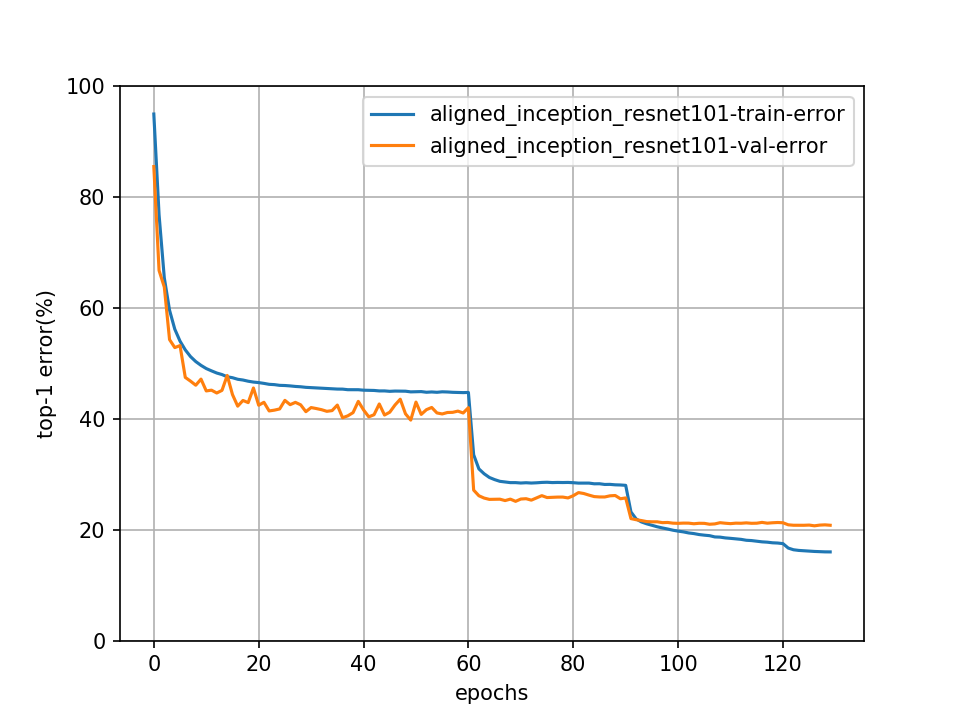 100
80
60
40
20
0
top-1 error(%)
aligned_inception_resnet101-train-error
aligned_inception_resnet101-val-error
0 20 40 60 80 100 120
epochs